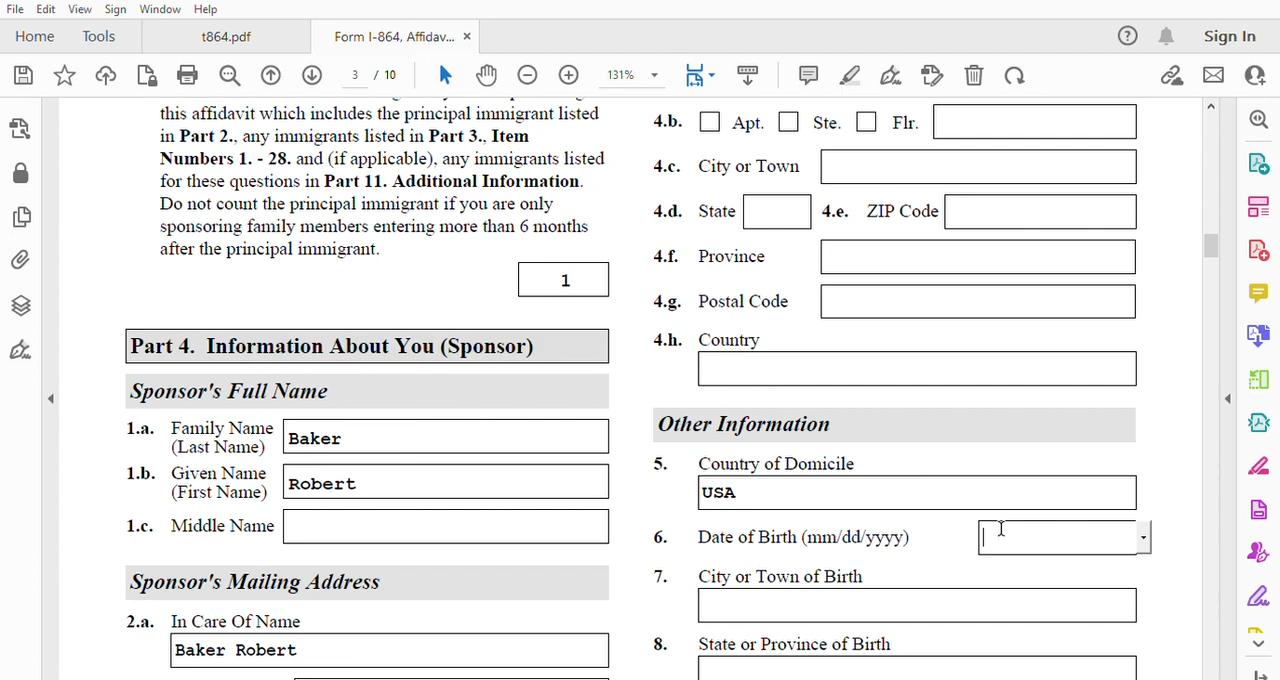 File Edit View Sign Window Help
Home Tools t864.pdf Form I-864, Affidav... × Sign In
3 / 10 131%
this affidavit which includes the principal immigrant listed
in Part 2., any immigrants listed in Part 3., Item
Numbers 1. - 28. and (if applicable), any immigrants listed
for these questions in Part 11. Additional Information.
Do not count the principal immigrant if you are only
sponsoring family members entering more than 6 months
after the principal immigrant.
1
Part 4. Information About You (Sponsor)
Sponsor's Full Name
1.a. Family Name
(Last Name)
Baker
1.b. Given Name
(First Name)
Robert
1.c. Middle Name
Sponsor's Mailing Address
2.a. In Care Of Name
Baker Robert
4.b. Apt. Ste. Flr.
4.c. City or Town
4.d. State 4.e. ZIP Code
4.f. Province
4.g. Postal Code
4.h. Country
Other Information
5. Country of Domicile
USA
6. Date of Birth (mm/dd/yyyy)
7. City or Town of Birth
8. State or Province of Birth